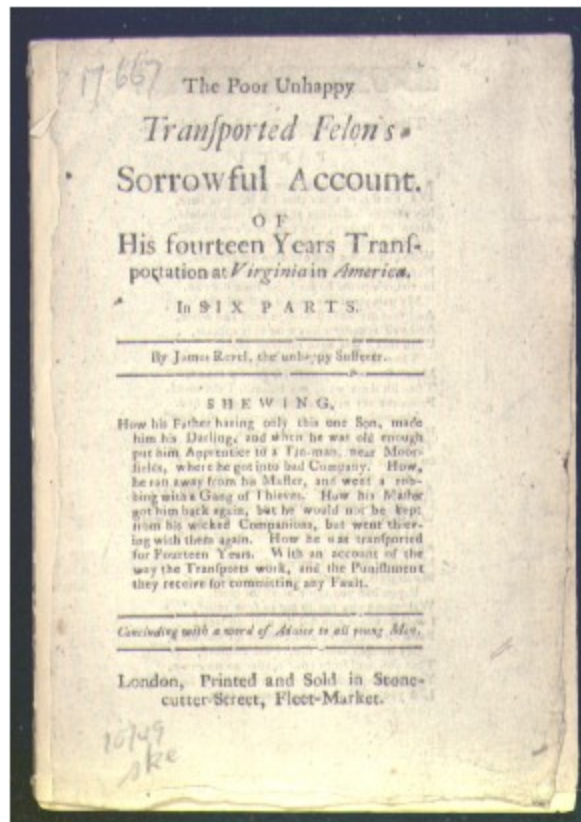 17 667
The Poor Unhappy
Tranſported Felon's
Sorrowful Account.
OF
His fourteen Years Tranſ-
portation at Virginia in America.
In SIX PARTS.
By James Revel, the unhappy Sufferer.
SHEWING,
How his Father having only this one Son, made
him his Darling, and when he was old enough
put him Apprentice to a Tin-man, near Moor-
fields, where he got into bad Company. How,
he ran away from his Maſter, and went a rob-
bing with a Gang of Thieves. How his Maſter
got him back again, but he would not be kept
from his wicked Companions, but went thiev-
ing with them again. How he was tranſported
for Fourteen Years. With an account of the
way the Tranſports work, and the Puniſhment
they receive for committing any Fault.
Concluding with a word of Advice to all young Men.
London, Printed and Sold in Stone-
cutter-Street, Fleet-Market.